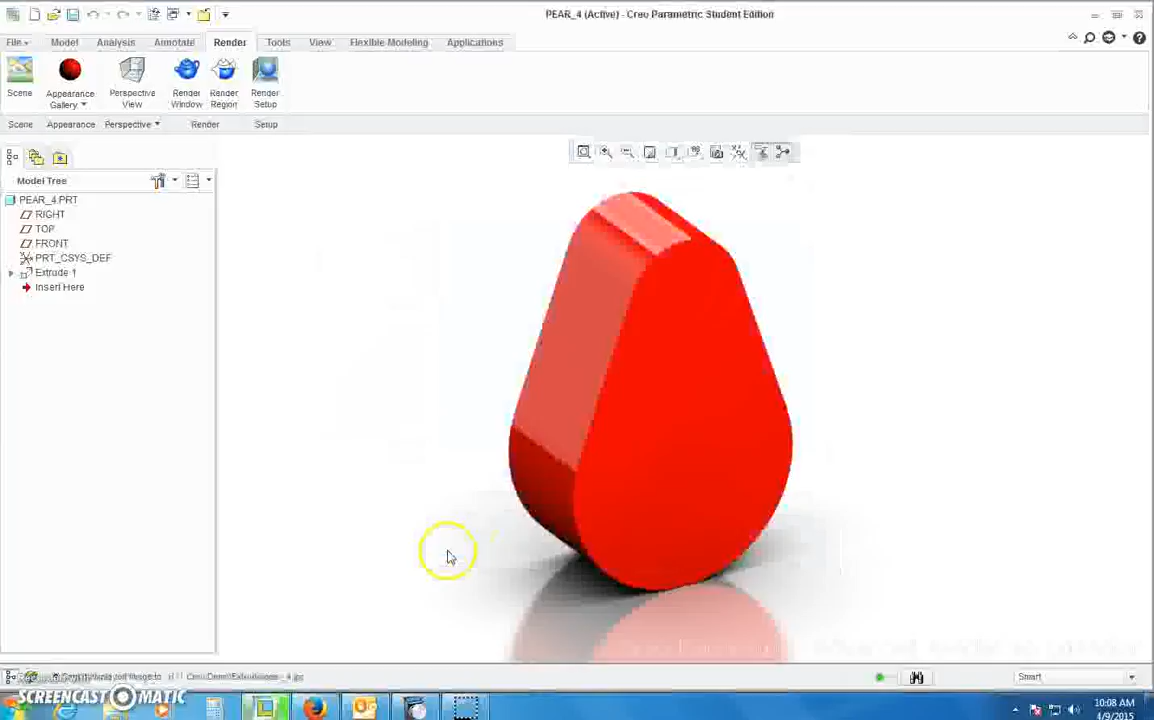 PEAR_4 (Active) - Creo Parametric Student Edition
File Model Analysis Annotate Render Tools View Flexible Modeling Applications
Scene Appearance Gallery Perspective View Render Window Render Region Render Setup
Scene Appearance Perspective Render Setup
Model Tree
PEAR_4.PRT
RIGHT
TOP
FRONT
PRT_CSYS_DEF
Extrude 1
Insert Here
Smart
SCREENCAST MATIC
10:08 AM
4/9/2015